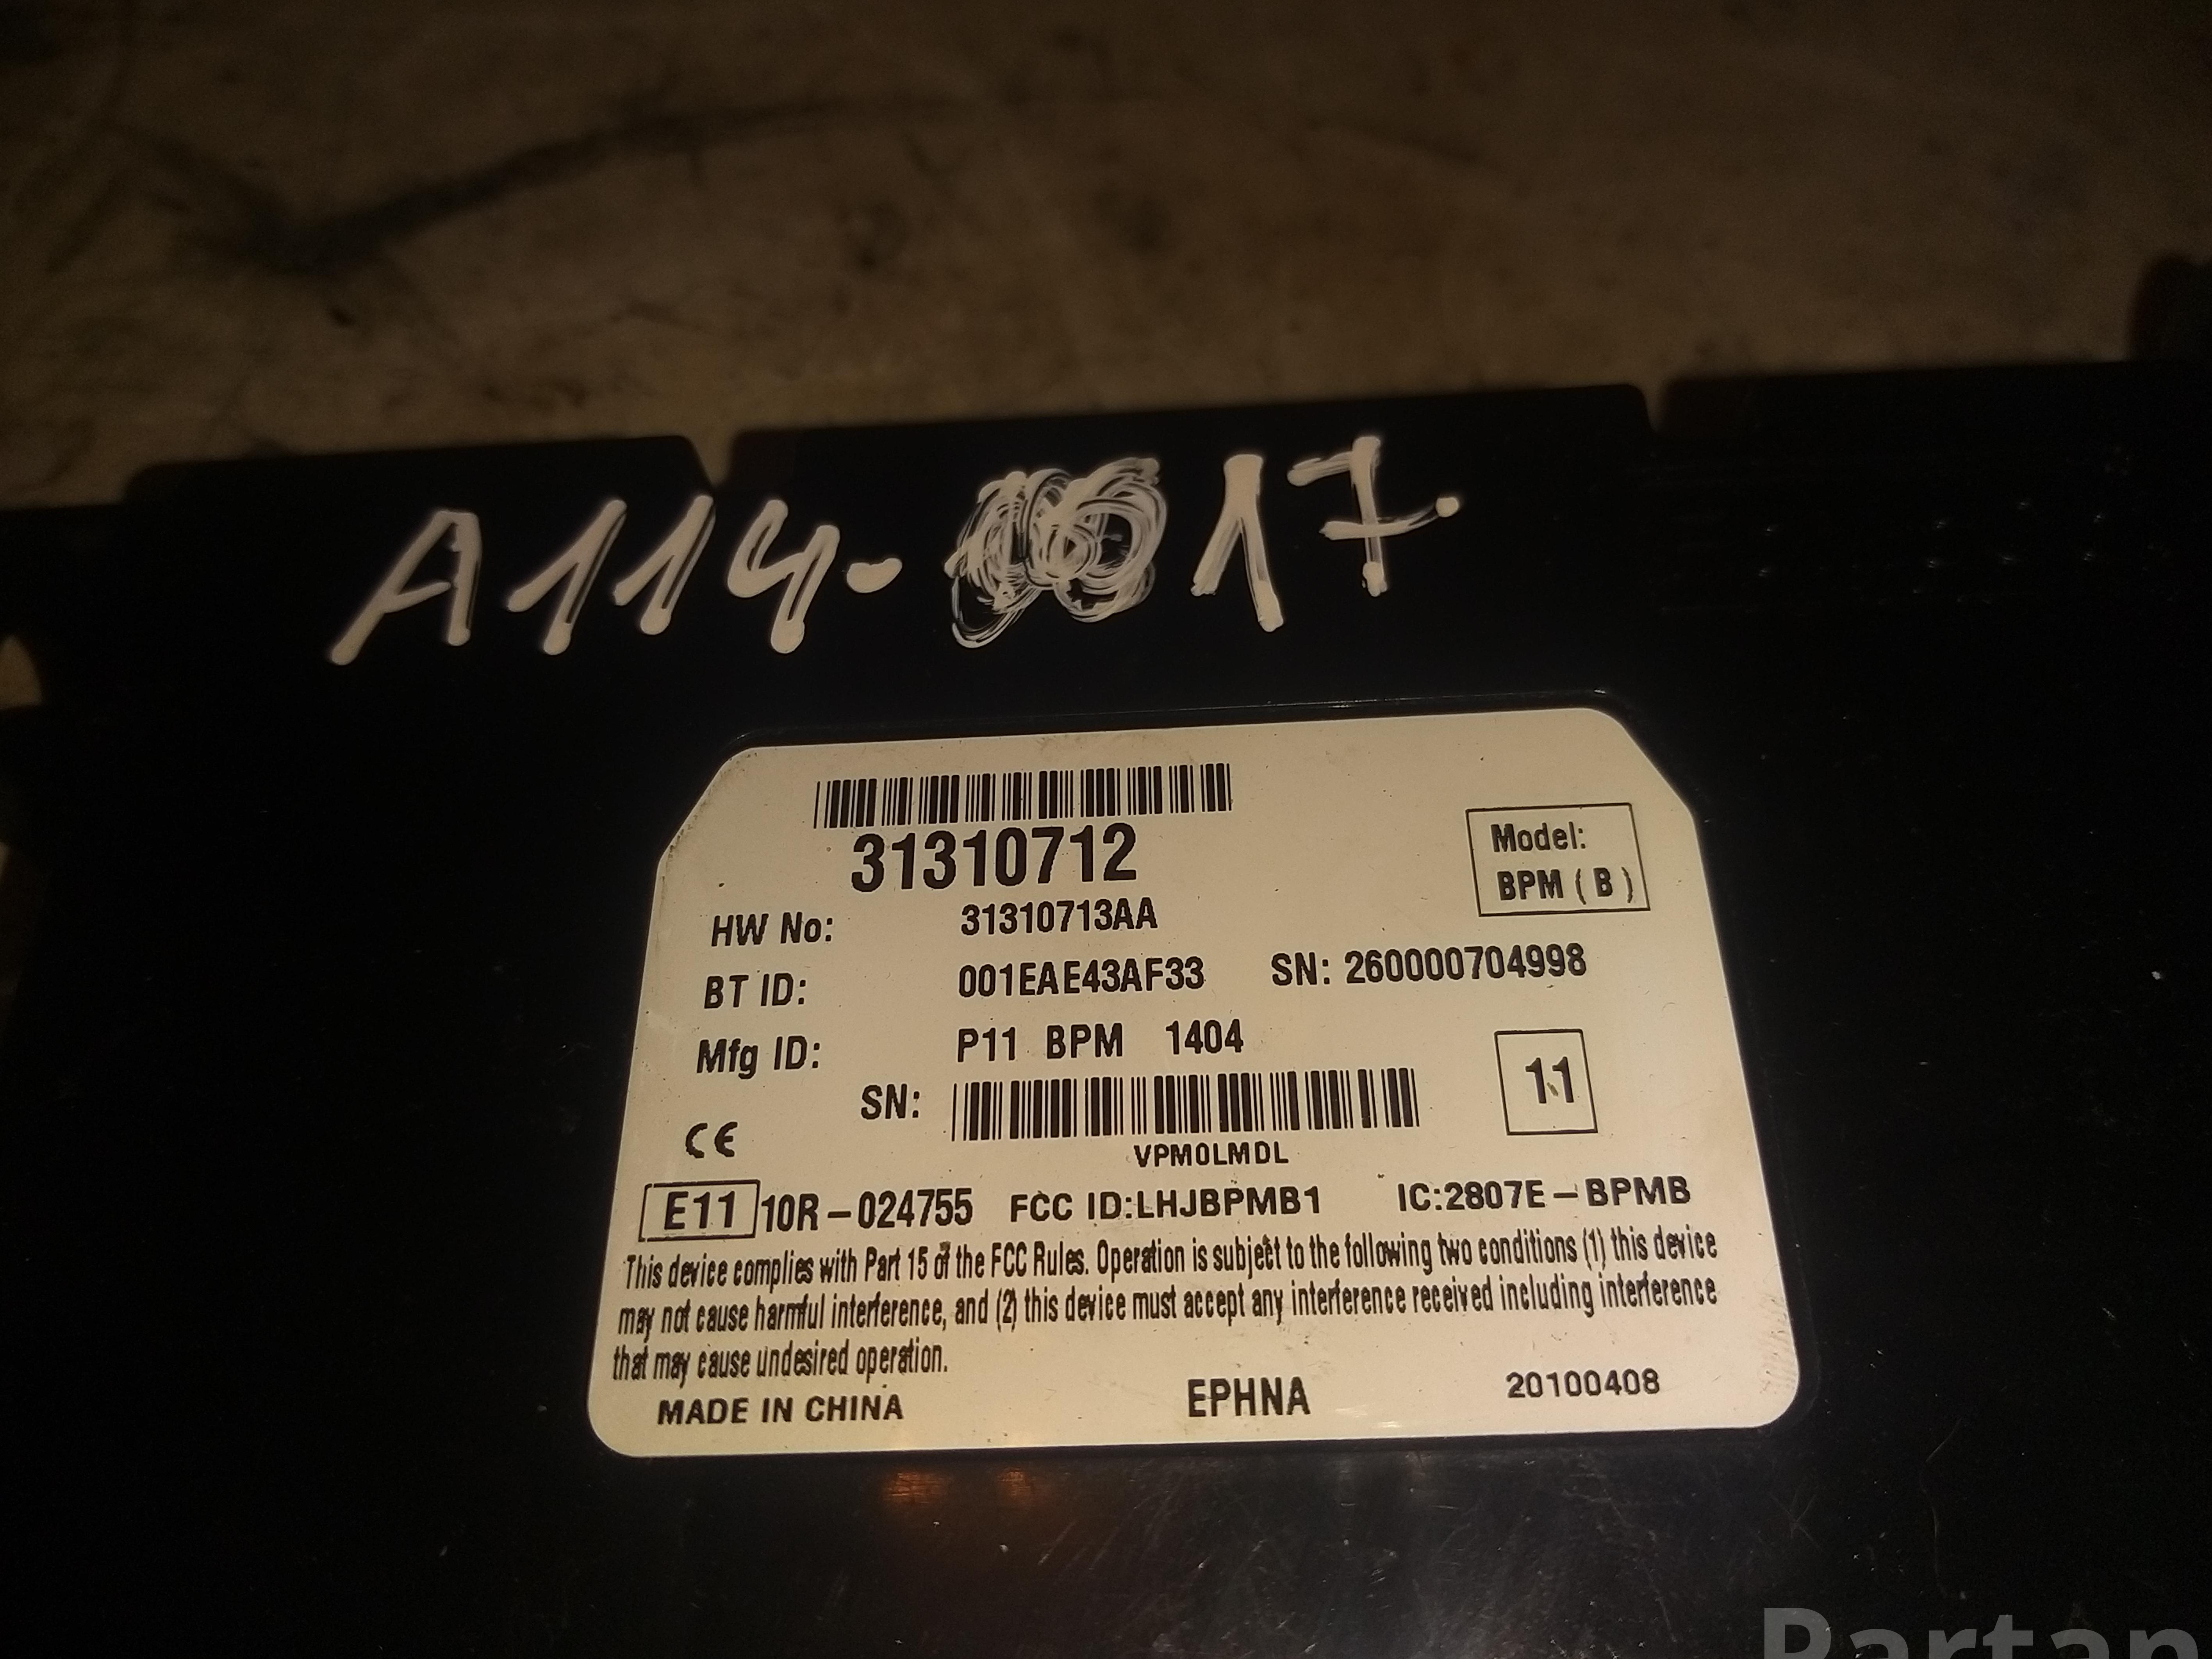 A114- 17.
31310712
Model:
BPM ( B )
HW No: 31310713AA
BT ID: 001EAE43AF33 SN: 260000704998
Mfg ID: P11 BPM 1404
SN:
11
VPM0LMDL
CE
E11 10R-024755 FCC ID:LHJBPMB1 IC:2807E-BPMB
This device complies with Part 15 of the FCC Rules. Operation is subject to the following two conditions (1) this device
may not cause harmful interference, and (2) this device must accept any interference received including interference
that may cause undesired operation.
MADE IN CHINA EPHNA 20100408
Partan